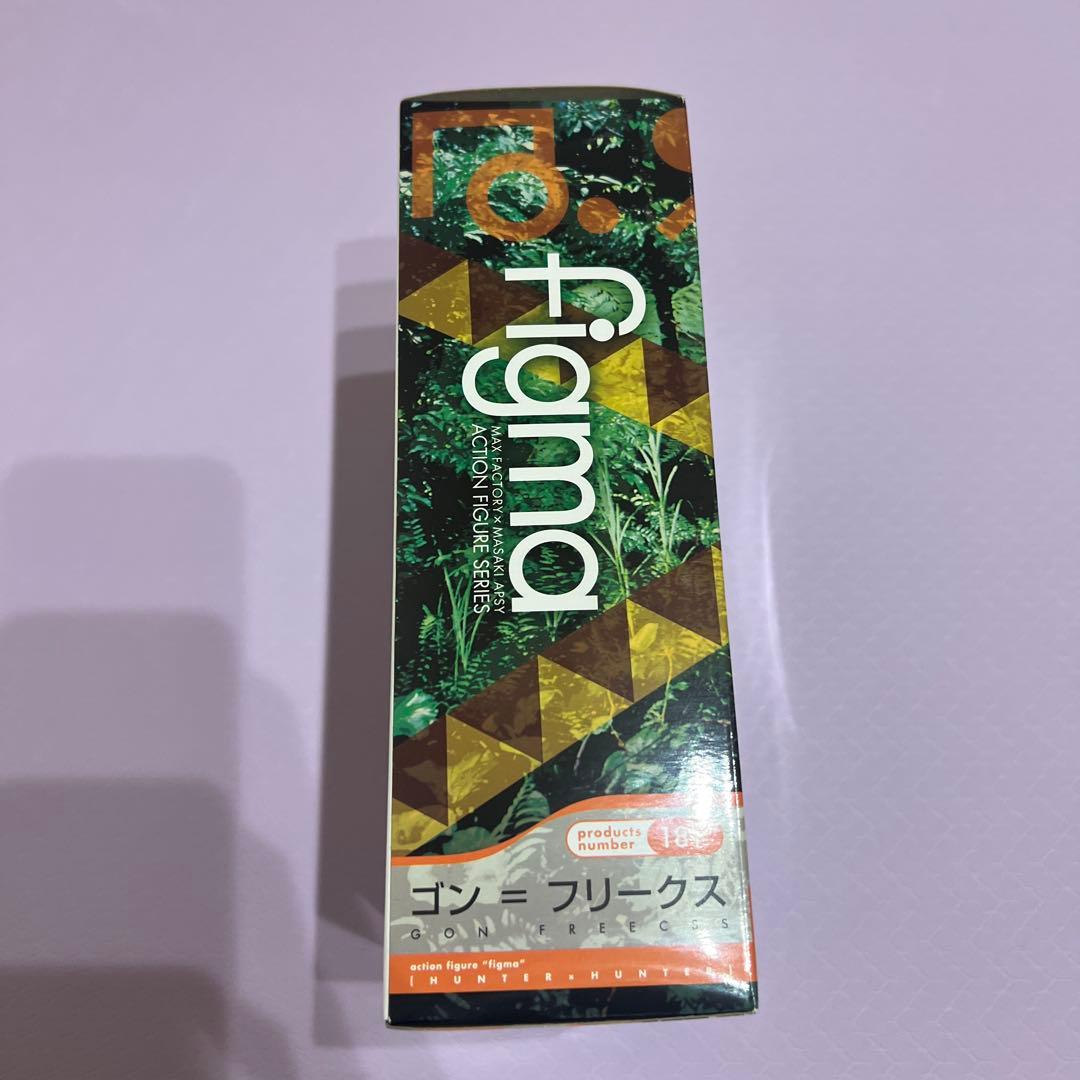 figma
MAX FACTORY × MASAKI APSY
ACTION FIGURE SERIES
products
number
ゴン = フリークス
GON FREECSS
action figure "figma"
[ HUNTER × HUNTER ]